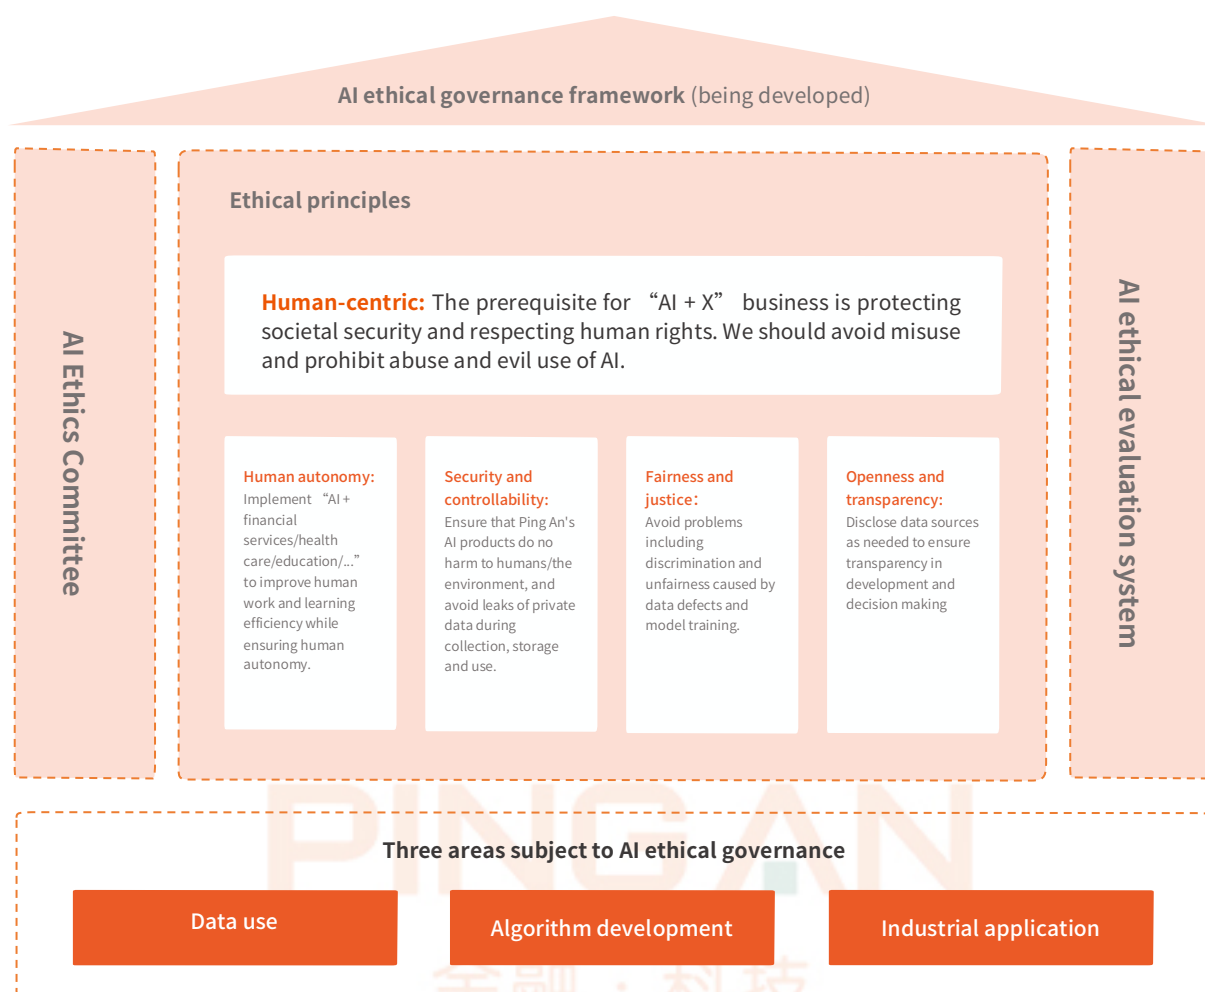 AI ethical governance framework (being developed)
AI Ethics Committee
Ethical principles
Human-centric: The prerequisite for “AI + X” business is protecting
societal security and respecting human rights. We should avoid misuse
and prohibit abuse and evil use of AI.
Human autonomy:
Implement “AI +
financial
services/health
care/education/...”
to improve human
work and learning
efficiency while
ensuring human
autonomy.
Security and
controllability:
Ensure that Ping An's
AI products do no
harm to humans/the
environment, and
avoid leaks of private
data during
collection, storage
and use.
Fairness and
justice：
Avoid problems
including
discrimination and
unfairness caused by
data defects and
model training.
Openness and
transparency:
Disclose data sources
as needed to ensure
transparency in
development and
decision making
AI ethical evaluation system
PING AN
Three areas subject to AI ethical governance
Data use
Algorithm development
Industrial application
金融·科技